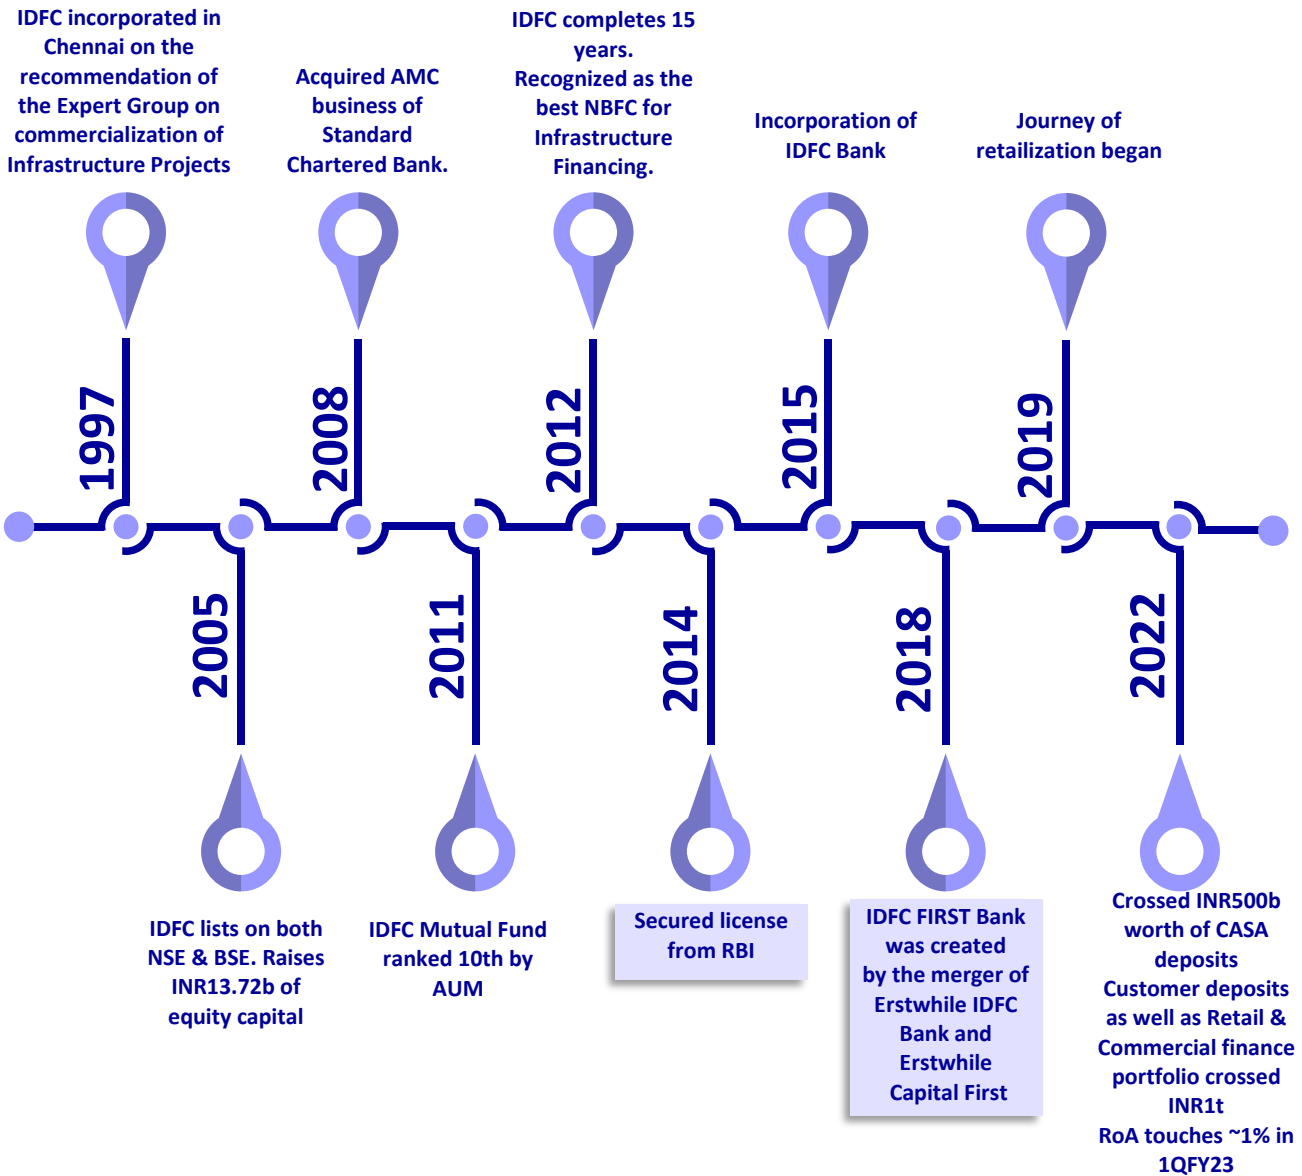 IDFC incorporated in
Chennai on the
recommendation of
the Expert Group on
commercialization of
Infrastructure Projects
Acquired AMC
business of
Standard
Chartered Bank.
IDFC completes 15
years.
Recognized as the
best NBFC for
Infrastructure
Financing.
Incorporation of
IDFC Bank
Journey of
retailization began
1997
2008
2012
2015
2019
2005
2011
2014
2018
2022
IDFC lists on both
NSE & BSE. Raises
INR13.72b of
equity capital
IDFC Mutual Fund
ranked 10th by
AUM
Secured license
from RBI
IDFC FIRST Bank
was created
by the merger of
Erstwhile IDFC
Bank and
Erstwhile
Capital First
Crossed INR500b
worth of CASA
deposits
Customer deposits
as well as Retail &
Commercial finance
portfolio crossed
INR1t
RoA touches ~1% in
1QFY23